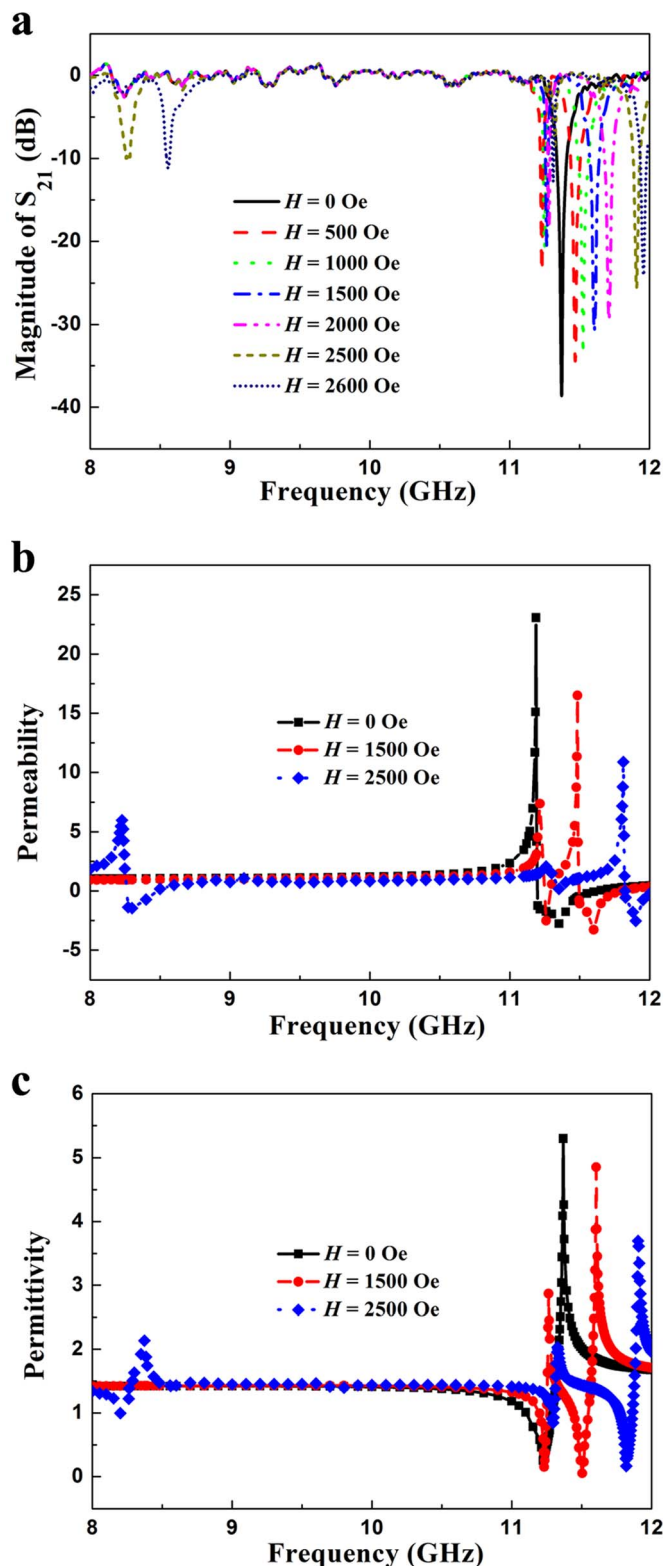 a
Magnitude of S21 (dB)
0
-10
-20
-30
-40
H = 0 Oe
H = 500 Oe
H = 1000 Oe
H = 1500 Oe
H = 2000 Oe
H = 2500 Oe
H = 2600 Oe
8 9 10 11 12
Frequency (GHz)
b
Permeability
25
20
15
10
5
0
-5
H = 0 Oe
H = 1500 Oe
H = 2500 Oe
8 9 10 11 12
Frequency (GHz)
c
Permittivity
6
5
4
3
2
1
0
H = 0 Oe
H = 1500 Oe
H = 2500 Oe
8 9 10 11 12
Frequency (GHz)